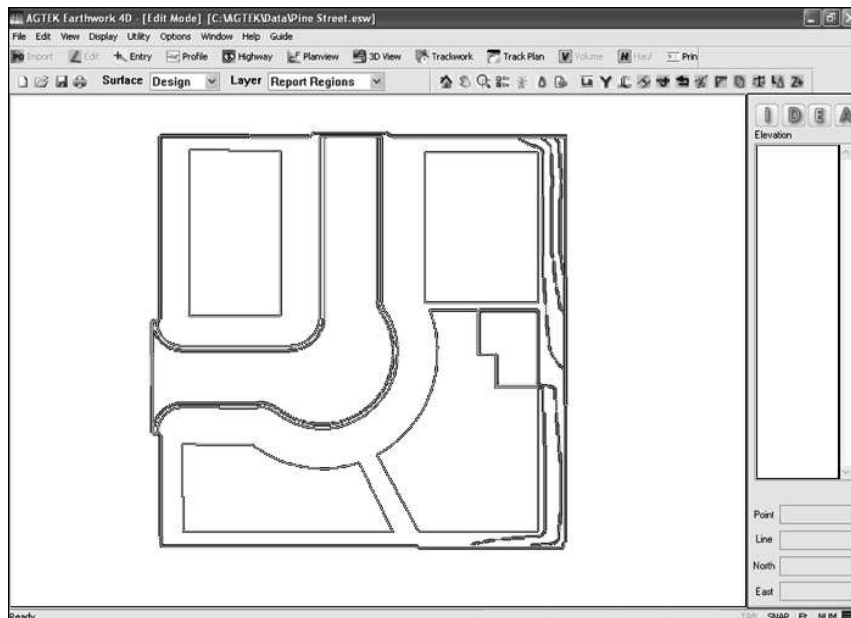 AGTEK Earthwork 4D - [Edit Mode] [C:\AGTEK\Data\Pine Street.esw]
File Edit View Display Utility Options Window Help Guide
Import Edit Entry Profile Highway Planview 3D View Trackwork Track Plan Volume Haul Prin
Surface Design Layer Report Regions
I D E A
Elevation
Point
Line
North
East
Ready TAB SNAP Ft NUM